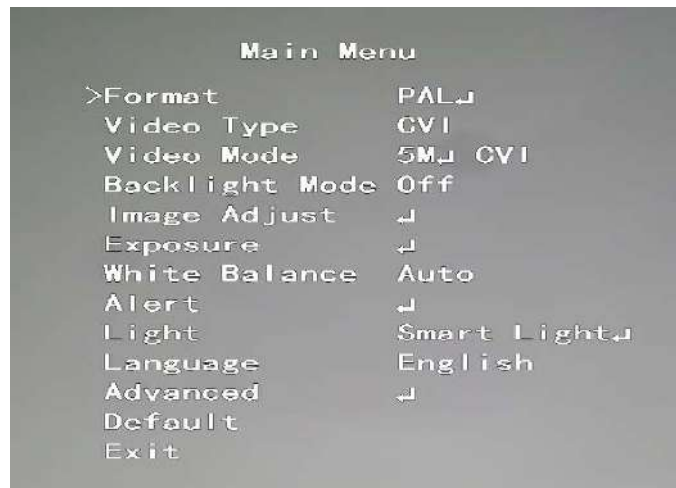 Main Menu
>Format PAL↵
Video Type CVI
Video Mode 5M↵ CVI
Backlight Mode Off
Image Adjust ↵
Exposure ↵
White Balance Auto
Alert ↵
Light Smart Light↵
Language English
Advanced ↵
Default
Exit